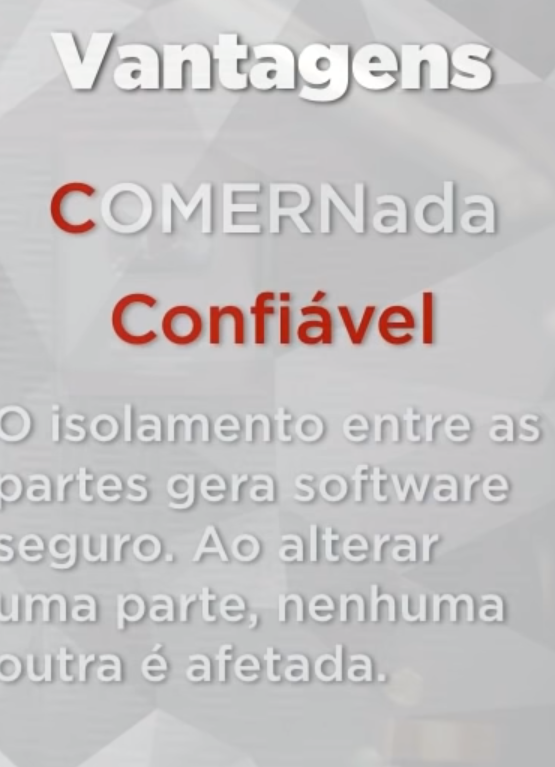 Vantagens
COMERNada
Confiável
O isolamento entre as
partes gera software
seguro. Ao alterar
uma parte, nenhuma
outra é afetada.